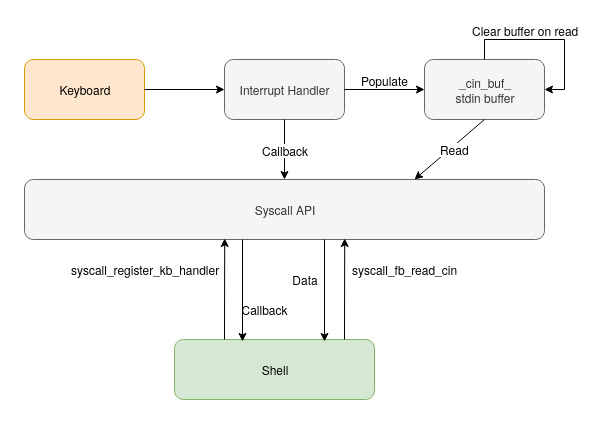 Clear buffer on read
Keyboard
Interrupt Handler
Populate
_cin_buf_
stdin buffer
Callback
Read
Syscall API
syscall_register_kb_handler
Data
syscall_fb_read_cin
Callback
Shell